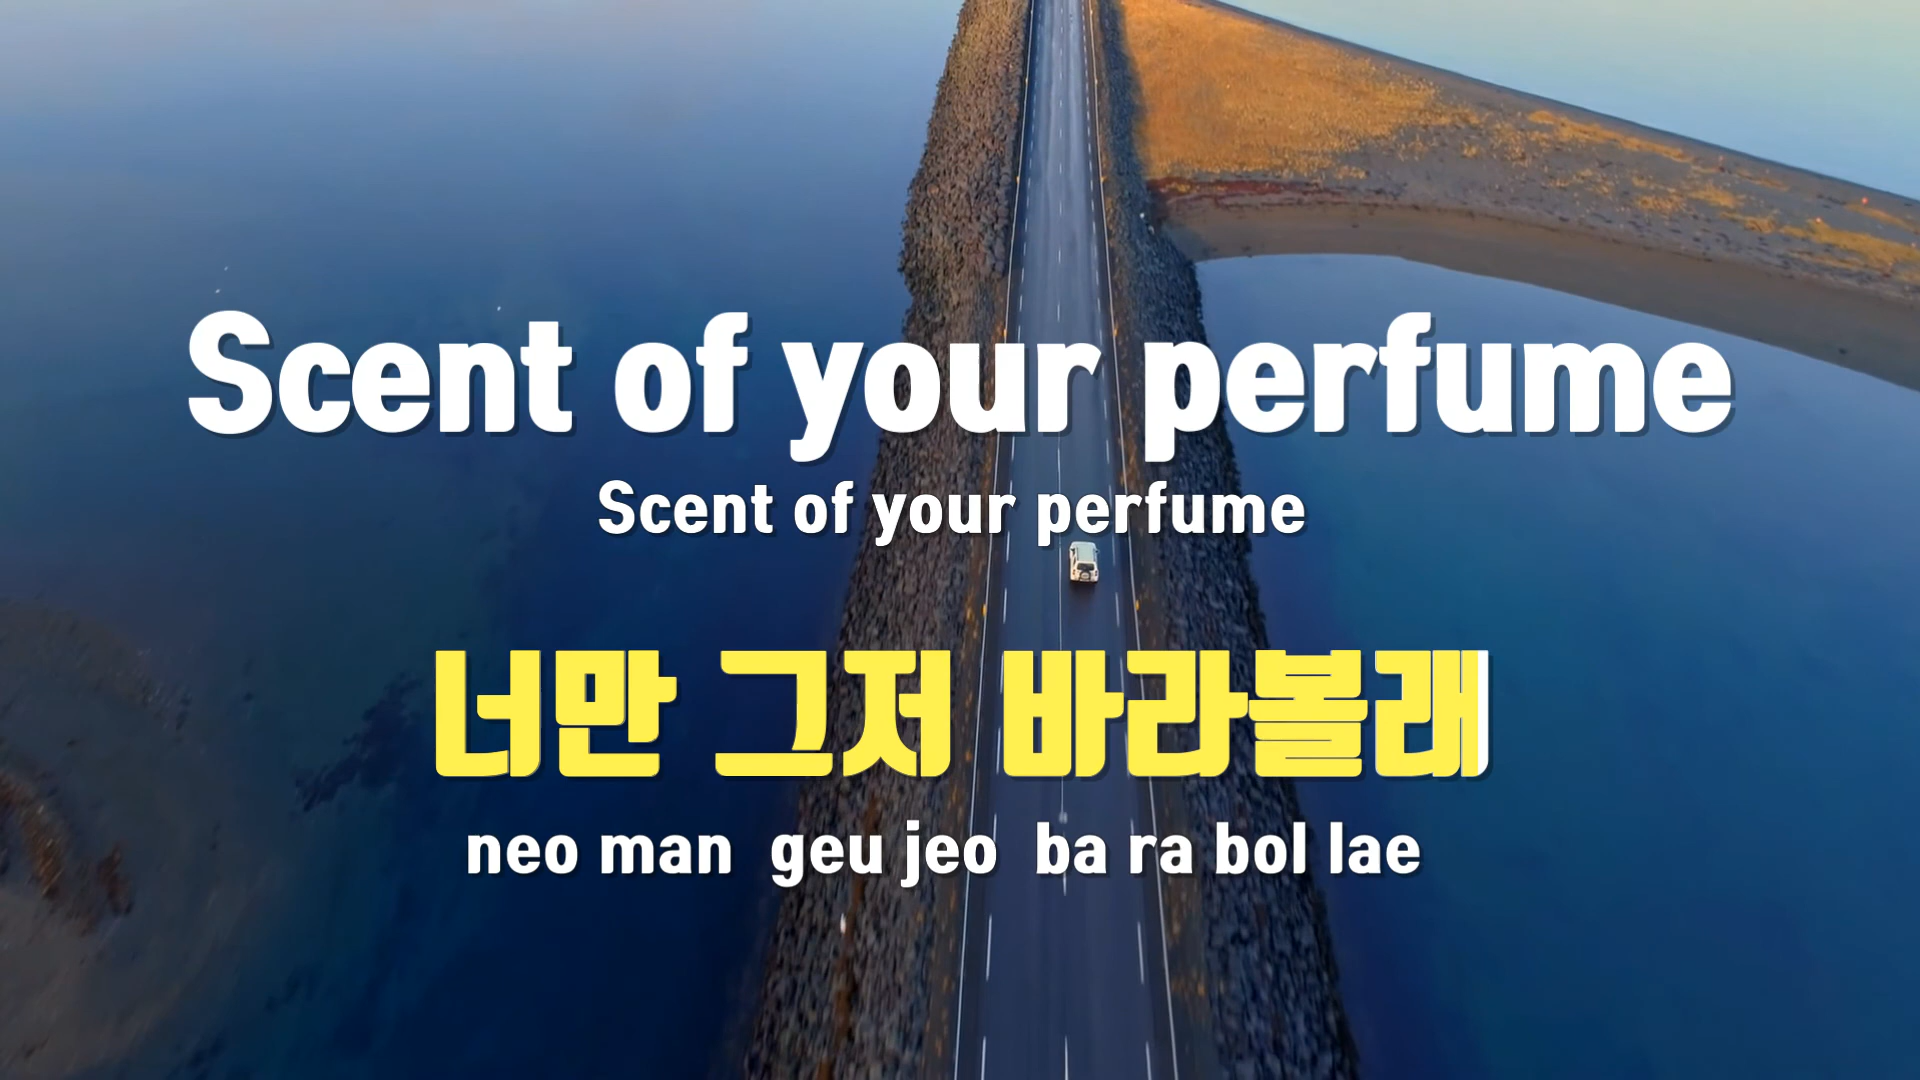 Scent of your perfume
Scent of your perfume
너만 그저 바라볼래
neo man geu jeo ba ra bol lae